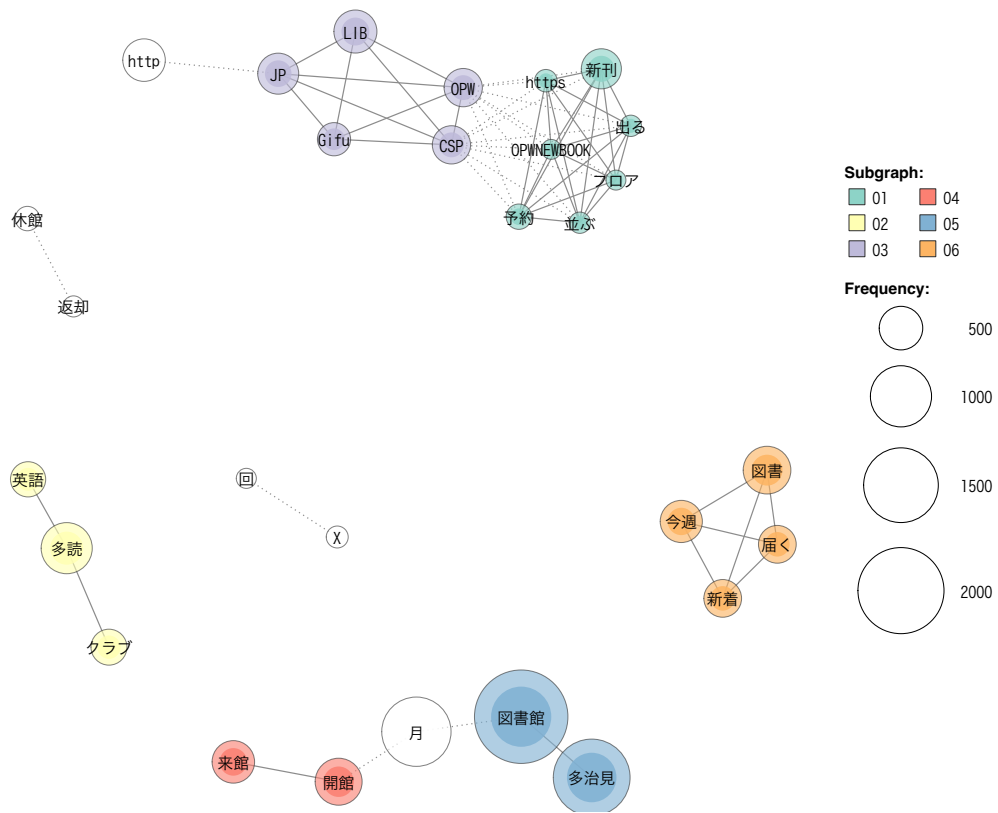 LIB
http
JP
新刊
https
OPW
出る
Gifu
CSP
OPWNEWBOOK
フロア
予約
並ぶ
休館
返却
英語
多読
クラブ
回
X
図書
今週
届く
新着
月
図書館
来館
開館
多治見
Subgraph:
01 04
02 05
03 06
Frequency:
500
1000
1500
2000